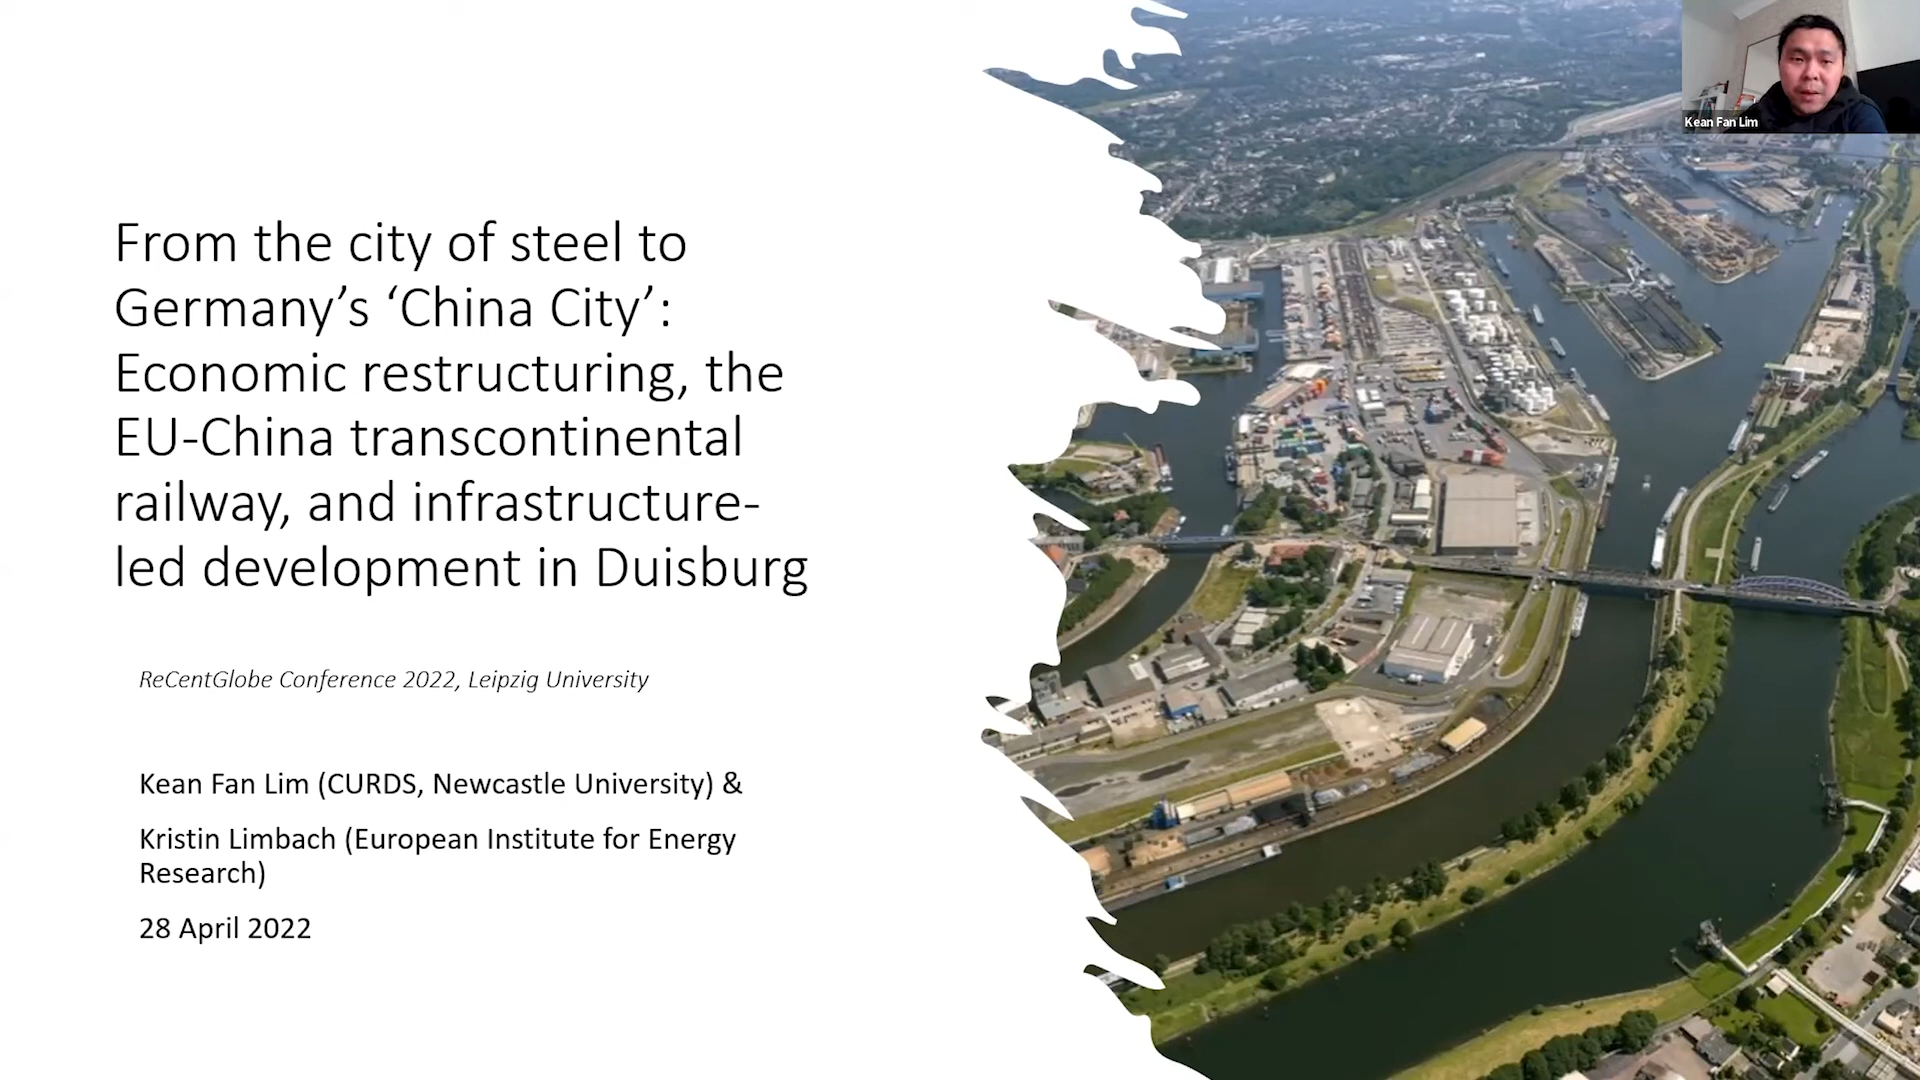 Kean Fan Lim
From the city of steel to
Germany’s ‘China City’:
Economic restructuring, the
EU-China transcontinental
railway, and infrastructure-
led development in Duisburg
ReCentGlobe Conference 2022, Leipzig University
Kean Fan Lim (CURDS, Newcastle University) &
Kristin Limbach (European Institute for Energy
Research)
28 April 2022